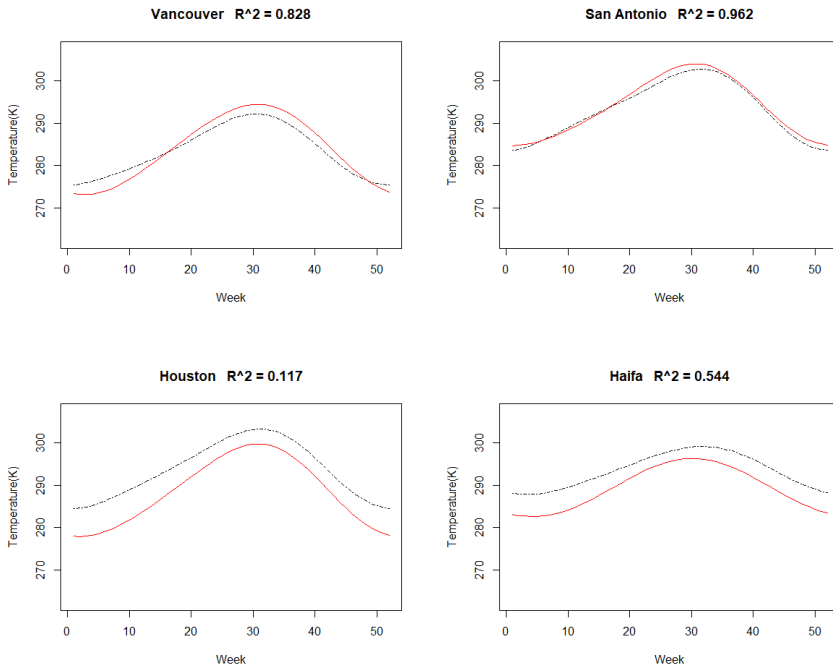 Vancouver R^2 = 0.828
Temperature(K)
300
290
280
270
0 10 20 30 40 50
Week
San Antonio R^2 = 0.962
Temperature(K)
300
290
280
270
0 10 20 30 40 50
Week
Houston R^2 = 0.117
Temperature(K)
300
290
280
270
0 10 20 30 40 50
Week
Haifa R^2 = 0.544
Temperature(K)
300
290
280
270
0 10 20 30 40 50
Week